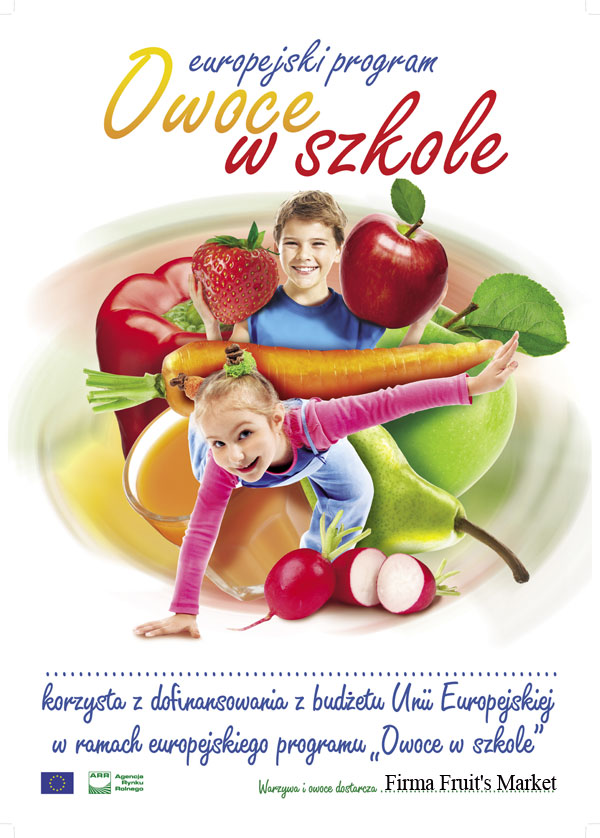 europejski program
Owoce
w szkole
........................................................................
korzysta z dofinansowania z budżetu Unii Europejskiej
w ramach europejskiego programu „Owoce w szkole”
ARR
Agencja
Rynku
Rolnego
Warzywa i owoce dostarcza ..Firma Fruit's Market